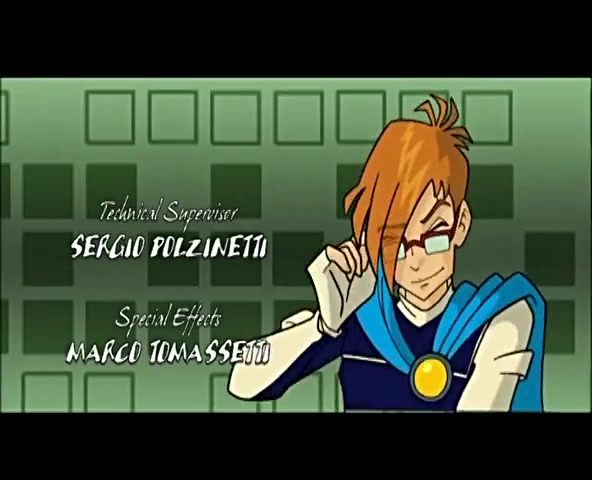 Technical Supervisor
SERGIO POLZINETTI
Special Effects
MARCO TOMASSETTI